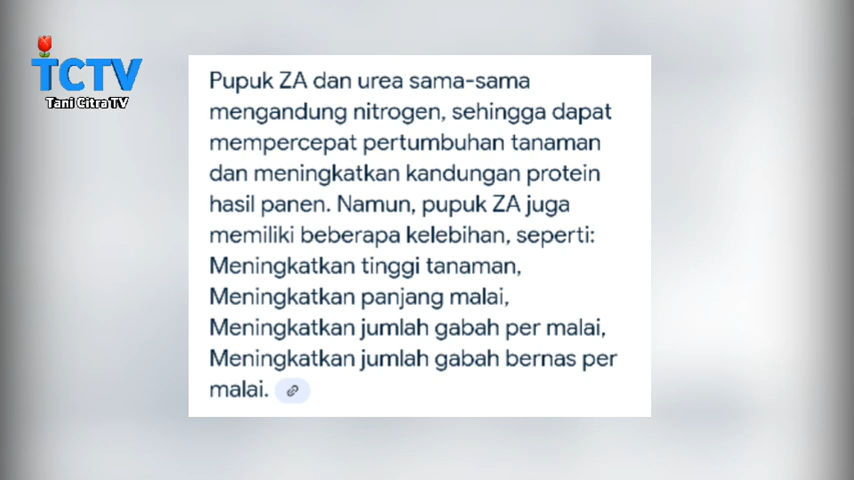 TCTV
Tani Citra TV
Pupuk ZA dan urea sama-sama
mengandung nitrogen, sehingga dapat
mempercepat pertumbuhan tanaman
dan meningkatkan kandungan protein
hasil panen. Namun, pupuk ZA juga
memiliki beberapa kelebihan, seperti:
Meningkatkan tinggi tanaman,
Meningkatkan panjang malai,
Meningkatkan jumlah gabah per malai,
Meningkatkan jumlah gabah bernas per
malai.